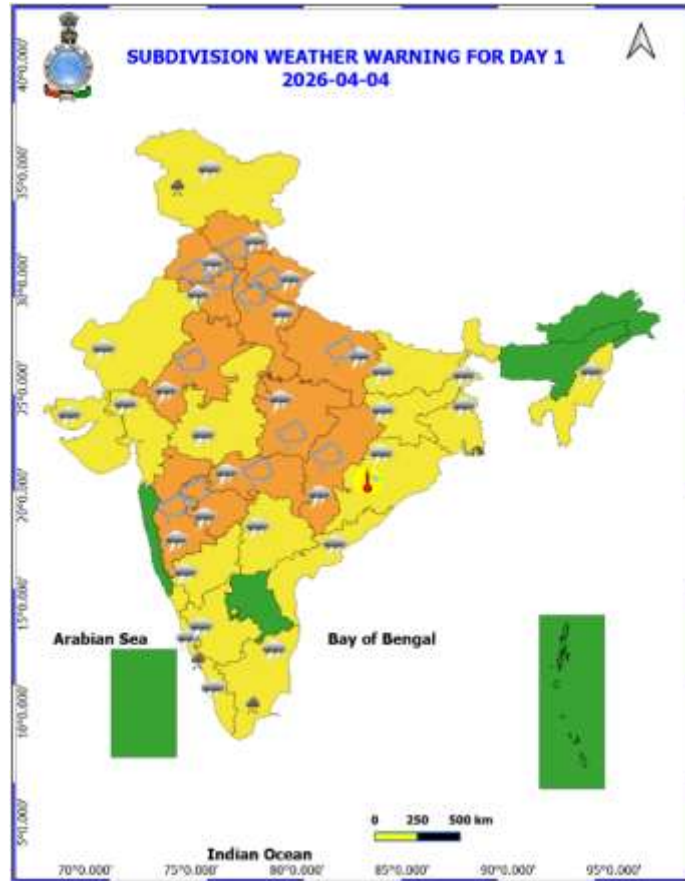 SUBDIVISION WEATHER WARNING FOR DAY 1
2026-04-04
40°0.000'
35°0.000'
30°0.000'
25°0.000'
20°0.000'
15°0.000'
Arabian Sea
Bay of Bengal
10°0.000'
5°0.000'
0 250 500 km
Indian Ocean
70°0.000' 75°0.000' 80°0.000' 85°0.000' 90°0.000' 95°0.000'